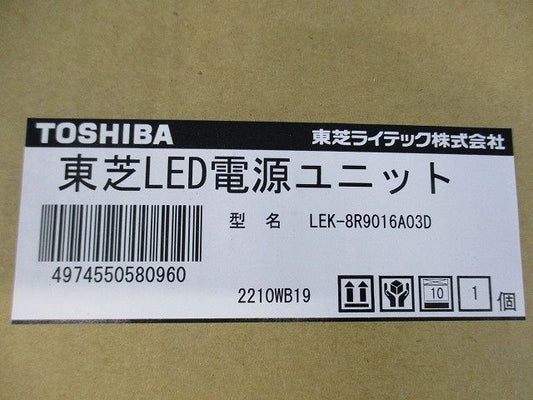 TOSHIBA 東芝ライテック株式会社
東芝LED電源ユニット
型 名 LEK-8R9016A03D
4974550580960
2210WB19 10 1 個